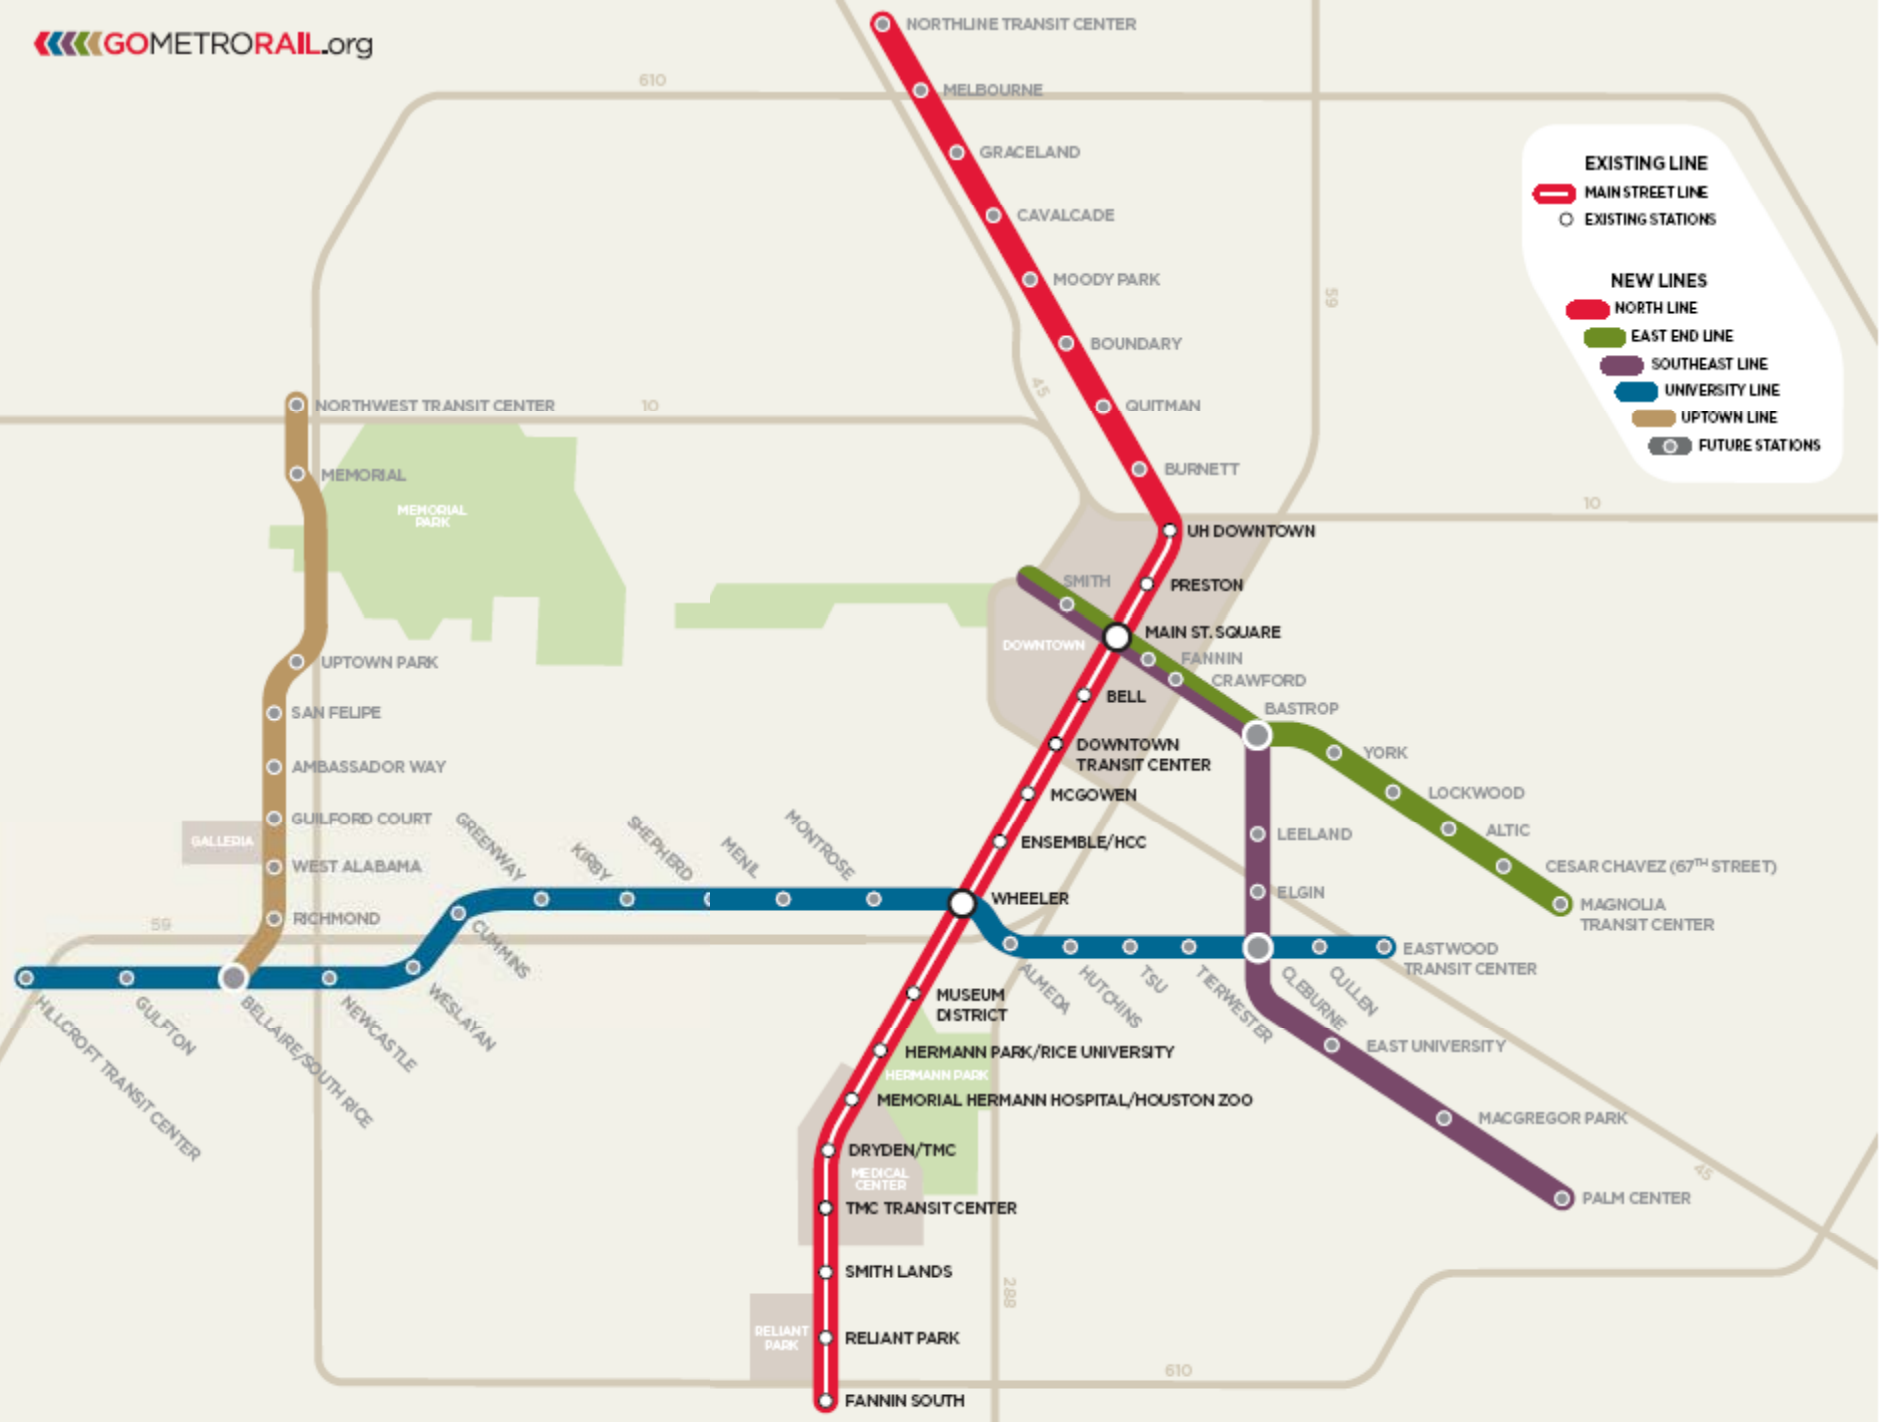 GOMETRORAIL.org
NORTHLINE TRANSIT CENTER
610
MELBOURNE
GRACELAND
CAVALCADE
MOODY PARK
BOUNDARY
QUITMAN
BURNETT
59
45
EXISTING LINE
MAIN STREET LINE
EXISTING STATIONS
NEW LINES
NORTH LINE
EAST END LINE
SOUTHEAST LINE
UNIVERSITY LINE
UPTOWN LINE
FUTURE STATIONS
NORTHWEST TRANSIT CENTER
10
MEMORIAL
MEMORIAL
PARK
10
UH DOWNTOWN
SMITH
PRESTON
MAIN ST. SQUARE
DOWNTOWN
FANNIN
CRAWFORD
BELL
BASTROP
UPTOWN PARK
SAN FELIPE
DOWNTOWN
TRANSIT CENTER
YORK
AMBASSADOR WAY
MCGOWEN
LOCKWOOD
GUILFORD COURT
GALLERIA
ENSEMBLE/HCC
LEELAND
ALTIC
WEST ALABAMA
CESAR CHAVEZ (67TH STREET)
GREENWAY
KIRBY
SHEPHERD
MENIL
MONTROSE
WHEELER
ELGIN
MAGNOLIA
TRANSIT CENTER
RICHMOND
59
CUMMINS
EASTWOOD
TRANSIT CENTER
HILLCROFT TRANSIT CENTER
GULFTON
BELLAIRE/SOUTH RICE
NEWCASTLE
WESLAYAN
ALMEDA
HUTCHINS
TSU
TIERWESTER
CLEBURNE
CULLEN
MUSEUM
DISTRICT
EAST UNIVERSITY
HERMANN PARK/RICE UNIVERSITY
HERMANN PARK
MEMORIAL HERMANN HOSPITAL/HOUSTON ZOO
MACGREGOR PARK
DRYDEN/TMC
MEDICAL
CENTER
45
PALM CENTER
TMC TRANSIT CENTER
SMITH LANDS
288
RELIANT
PARK
RELIANT PARK
610
FANNIN SOUTH